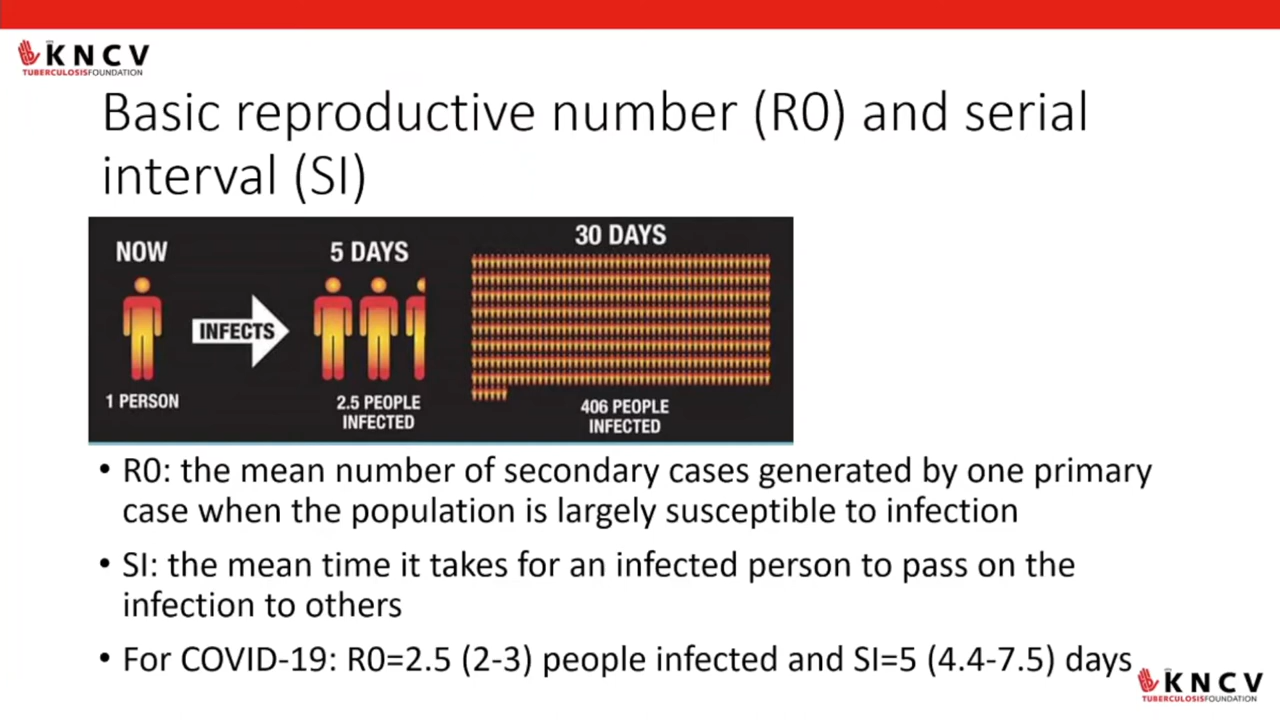 KNCV
TUBERCULOSISFOUNDATION
Basic reproductive number (R0) and serial
interval (SI)
NOW
INFECTS
1 PERSON
5 DAYS
2.5 PEOPLE
INFECTED
30 DAYS
406 PEOPLE
INFECTED
• R0: the mean number of secondary cases generated by one primary
case when the population is largely susceptible to infection
• SI: the mean time it takes for an infected person to pass on the
infection to others
• For COVID-19: R0=2.5 (2-3) people infected and SI=5 (4.4-7.5) days
KNCV
TUBERCULOSISFOUNDATION